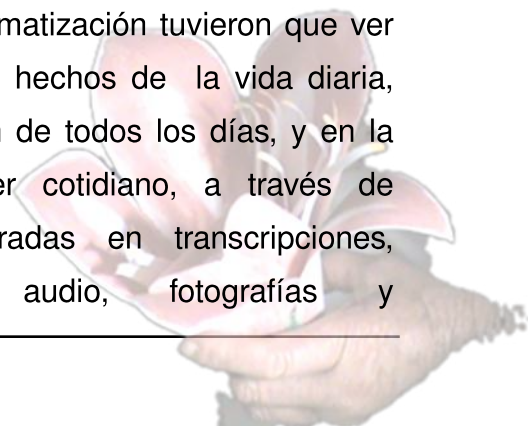 matización tuvieron que ver
hechos de la vida diaria,
de todos los días, y en la
er cotidiano, a través de
radas en transcripciones,
audio, fotografías y